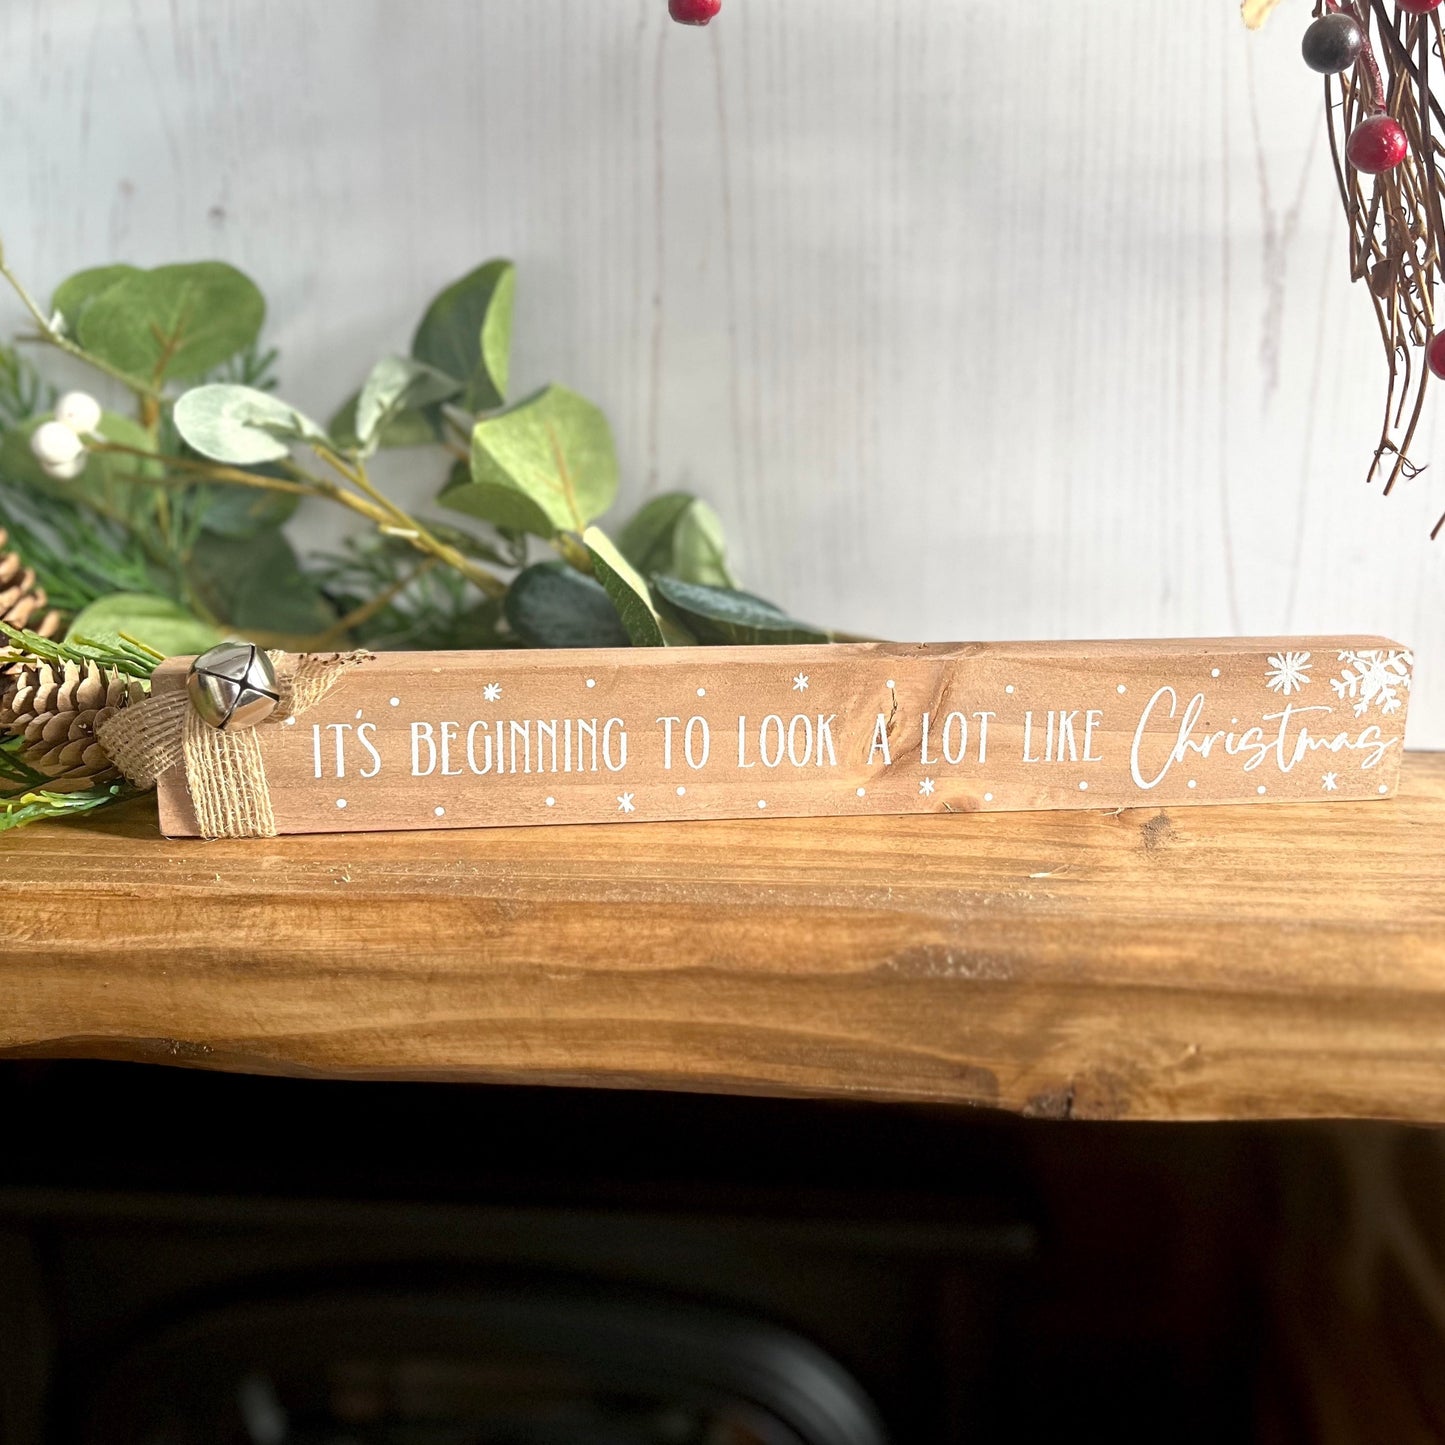 IT'S BEGINNING TO LOOK A LOT LIKE Christmas